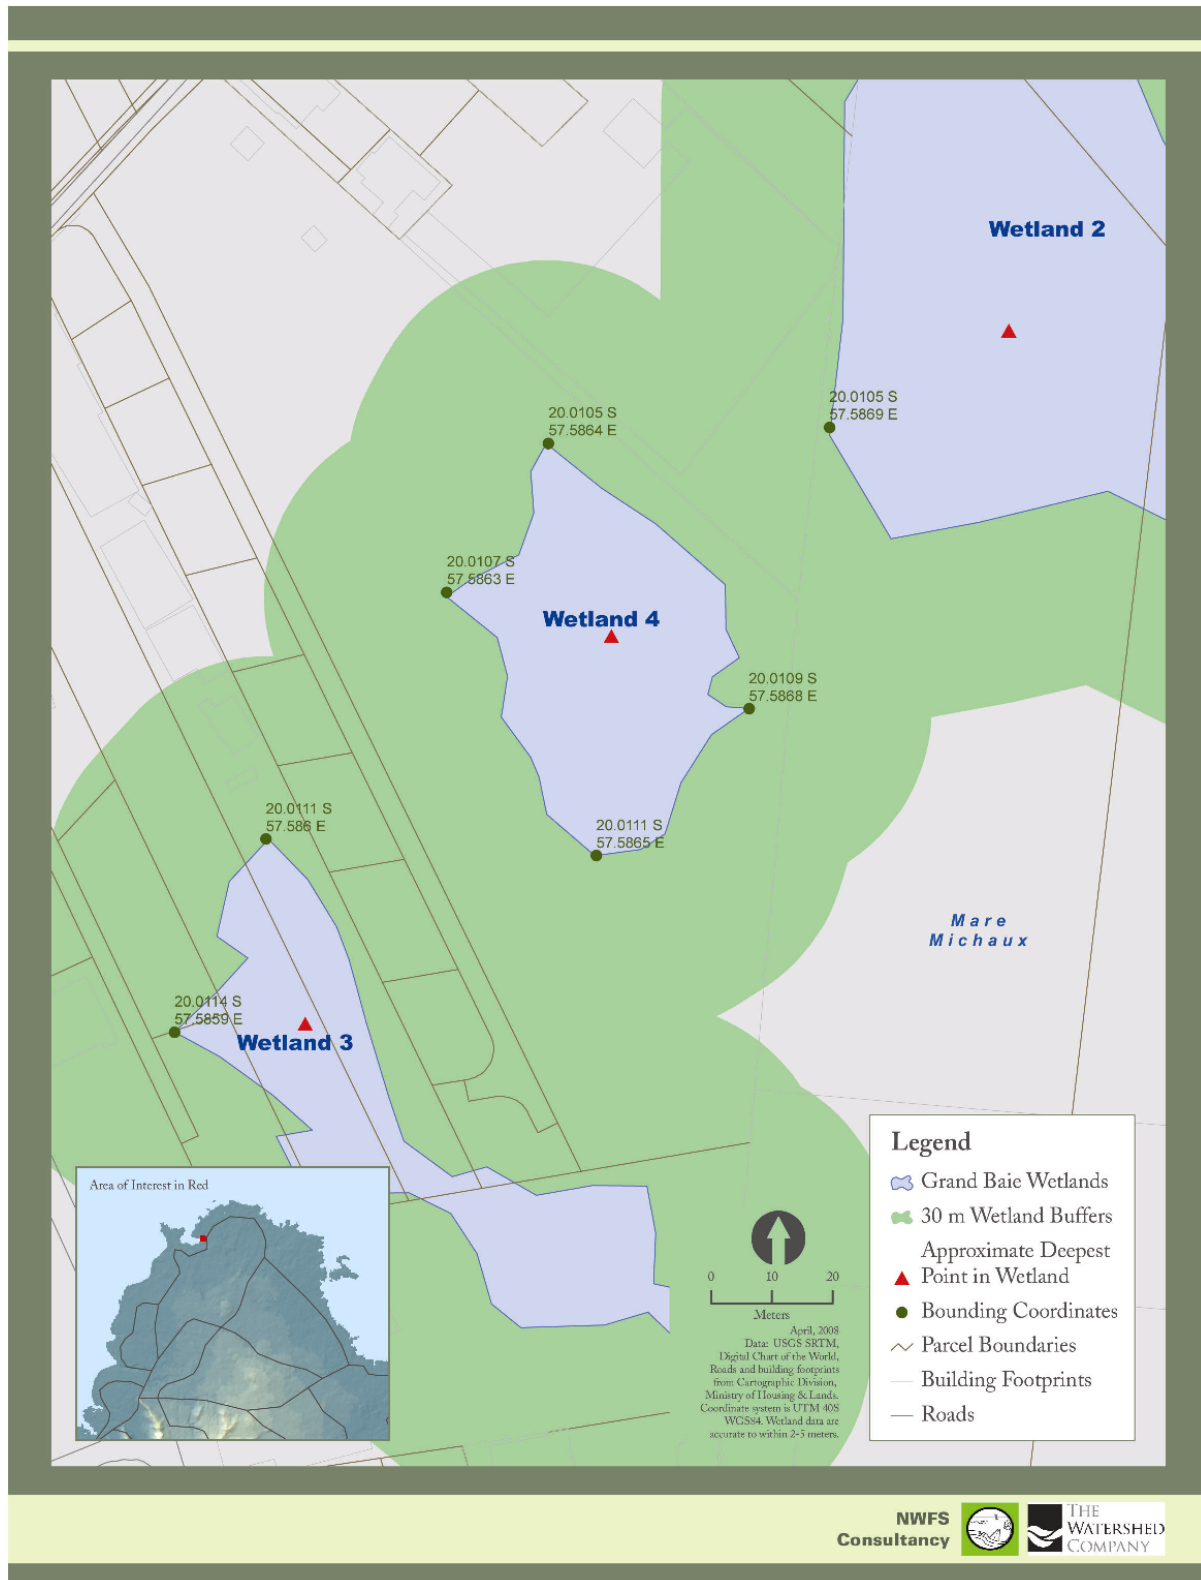 Wetland 2
20.0105 S
57.5869 E
20.0105 S
57.5864 E
20.0107 S
57.5863 E
Wetland 4
20.0109 S
57.5868 E
20.0111 S
57.586 E
20.0111 S
57.5865 E
Mare
Michaux
20.0114 S
57.5859 E
Wetland 3
Area of Interest in Red
0 10 20
Meters
April, 2008
Data: USGS SRTM,
Digital Chart of the World,
Roads and building footprints
from Cartographic Division,
Ministry of Housing & Lands.
Coordinate system is UTM 40S
WGS84. Wetland data are
accurate to within 2-5 meters.
Legend
Grand Baie Wetlands
30 m Wetland Buffers
Approximate Deepest
Point in Wetland
Bounding Coordinates
Parcel Boundaries
Building Footprints
Roads
NWFS
Consultancy
THE
WATERSHED
COMPANY